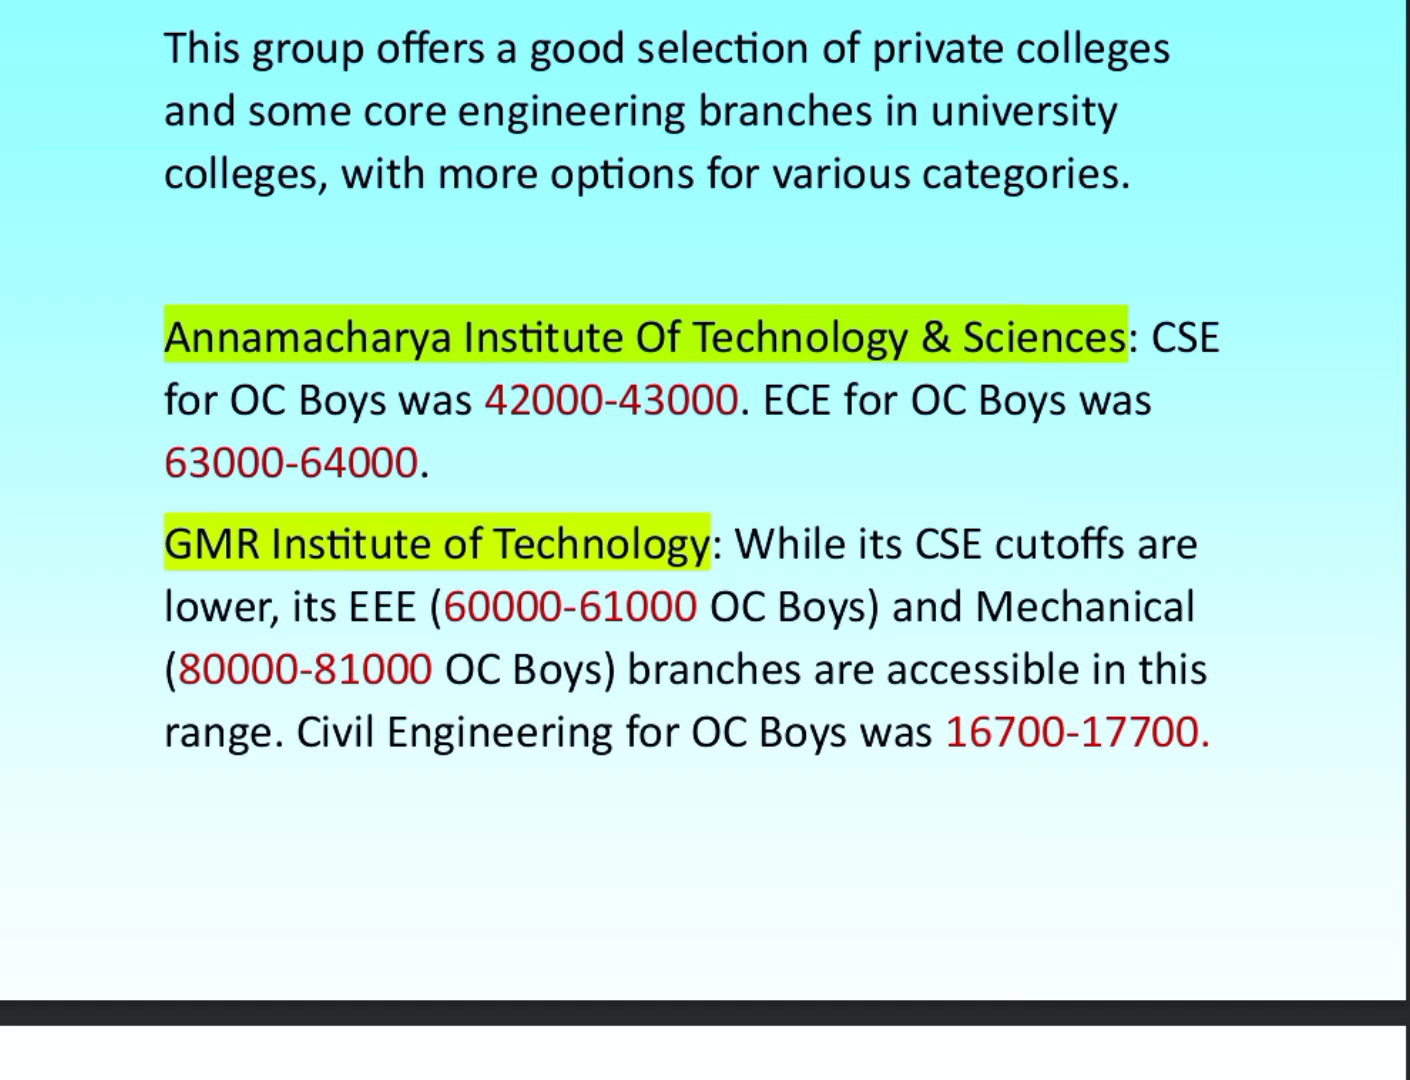 This group offers a good selection of private colleges
and some core engineering branches in university
colleges, with more options for various categories.
Annamacharya Institute Of Technology & Sciences: CSE
for OC Boys was 42000-43000. ECE for OC Boys was
63000-64000.
GMR Institute of Technology: While its CSE cutoffs are
lower, its EEE (60000-61000 OC Boys) and Mechanical
(80000-81000 OC Boys) branches are accessible in this
range. Civil Engineering for OC Boys was 16700-17700.